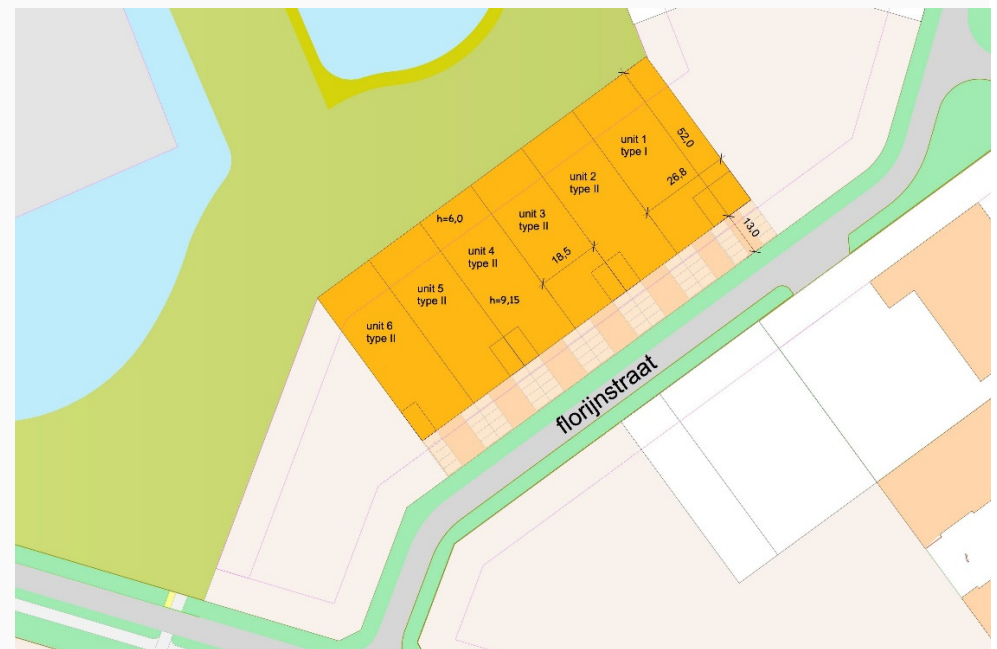 unit 1
type I
52,0
unit 2
type II
26,8
h=6,0
unit 3
type II
13,0
unit 4
type II
18,5
unit 5
type II
h=9,15
unit 6
type II
florijnstraat